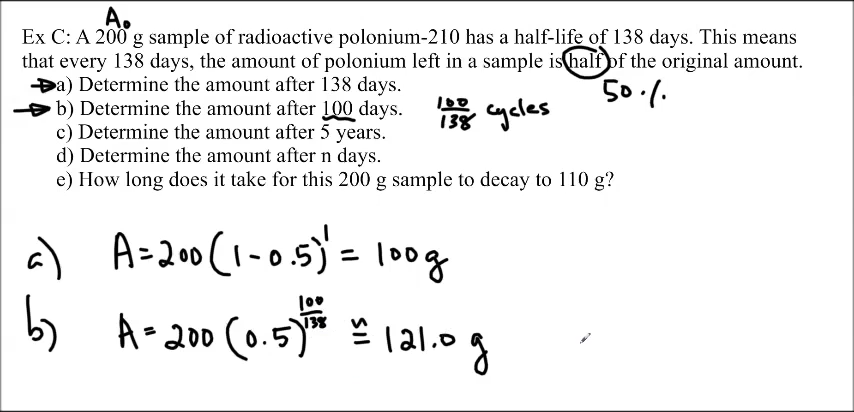 A₀
Ex C: A 200 g sample of radioactive polonium-210 has a half-life of 138 days. This means
that every 138 days, the amount of polonium left in a sample is half of the original amount.
a) Determine the amount after 138 days.
50%
b) Determine the amount after 100 days. 100/138 cycles
c) Determine the amount after 5 years.
d) Determine the amount after n days.
e) How long does it take for this 200 g sample to decay to 110 g?
a) A=200(1-0.5)^1 = 100g
b) A=200(0.5)^(100/138) ≅ 121.0 g